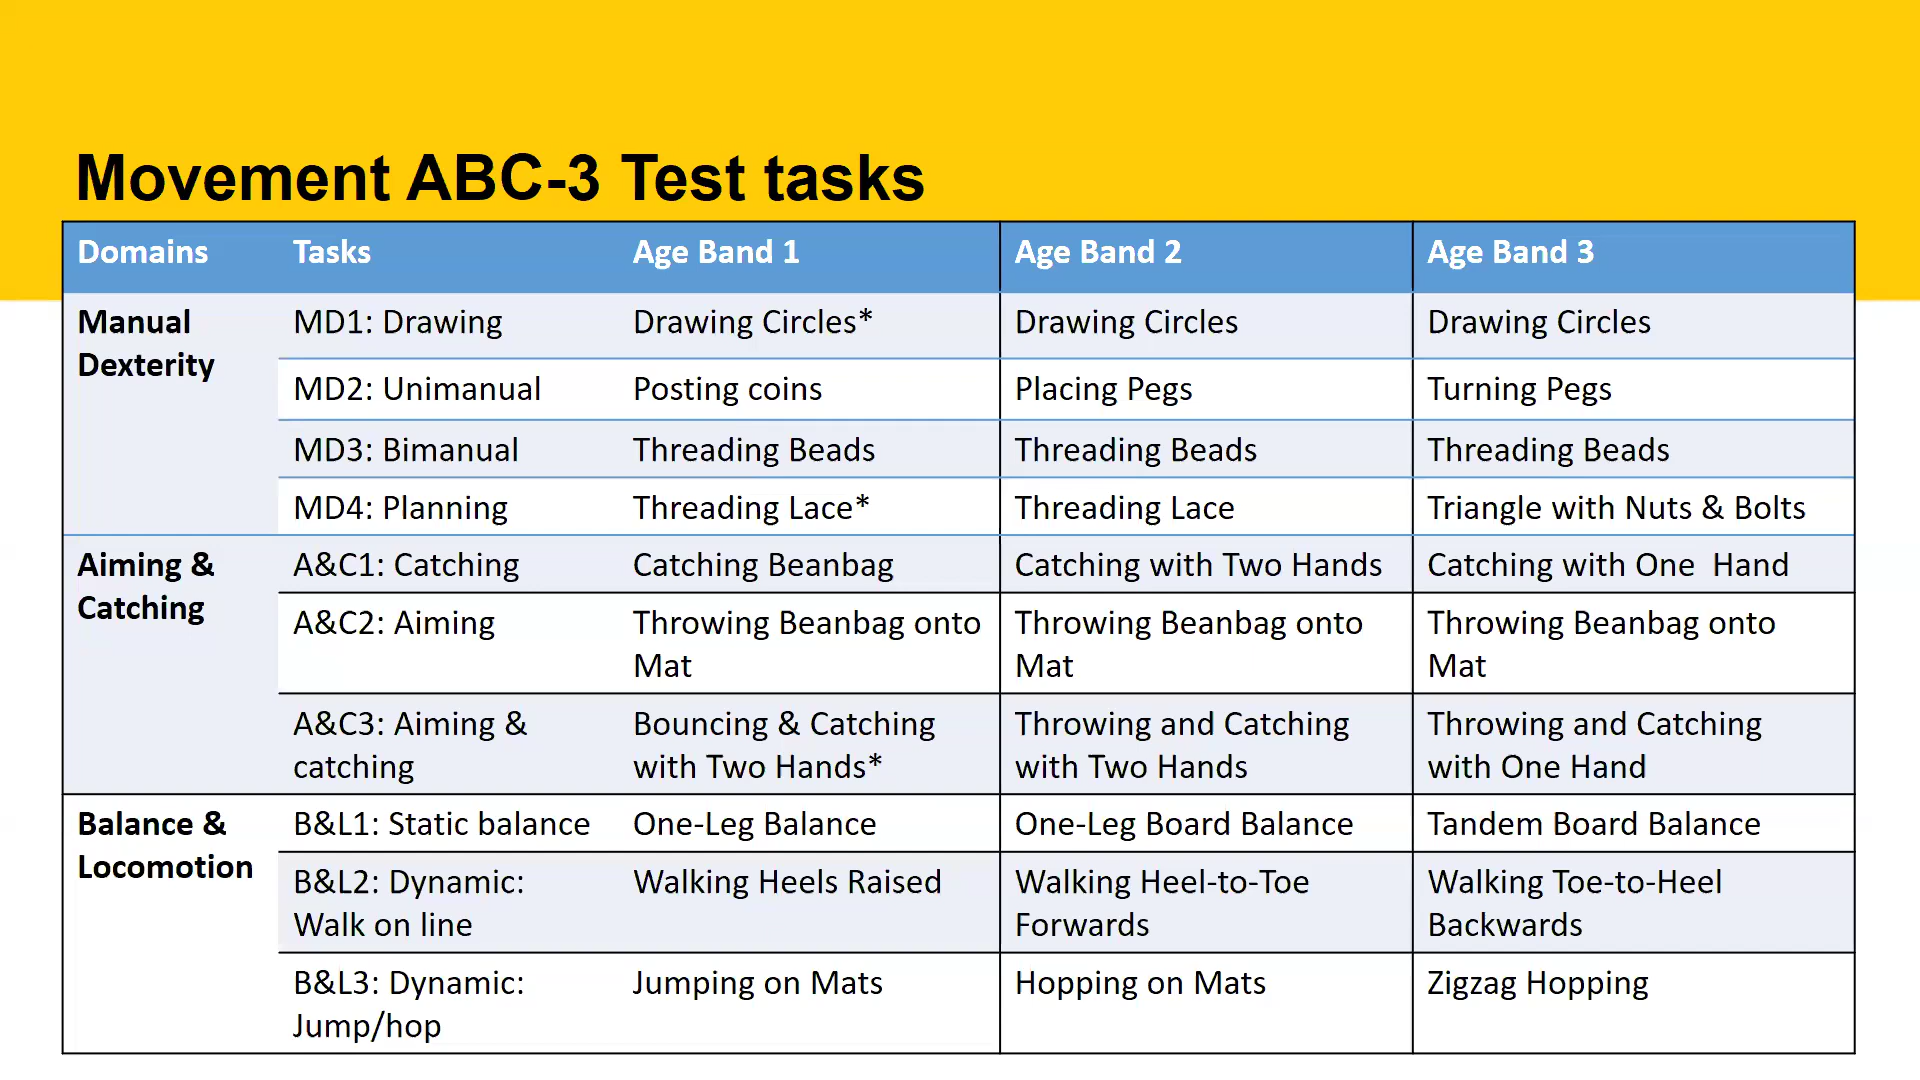 Movement ABC-3 Test tasks
Domains Tasks Age Band 1 Age Band 2 Age Band 3
Manual Dexterity
MD1: Drawing Drawing Circles* Drawing Circles Drawing Circles
MD2: Unimanual Posting coins Placing Pegs Turning Pegs
MD3: Bimanual Threading Beads Threading Beads Threading Beads
MD4: Planning Threading Lace* Threading Lace Triangle with Nuts & Bolts
Aiming & Catching
A&C1: Catching Catching Beanbag Catching with Two Hands Catching with One Hand
A&C2: Aiming Throwing Beanbag onto Mat Throwing Beanbag onto Mat Throwing Beanbag onto Mat
A&C3: Aiming & catching Bouncing & Catching with Two Hands* Throwing and Catching with Two Hands Throwing and Catching with One Hand
Balance & Locomotion
B&L1: Static balance One-Leg Balance One-Leg Board Balance Tandem Board Balance
B&L2: Dynamic: Walk on line Walking Heels Raised Walking Heel-to-Toe Forwards Walking Toe-to-Heel Backwards
B&L3: Dynamic: Jump/hop Jumping on Mats Hopping on Mats Zigzag Hopping